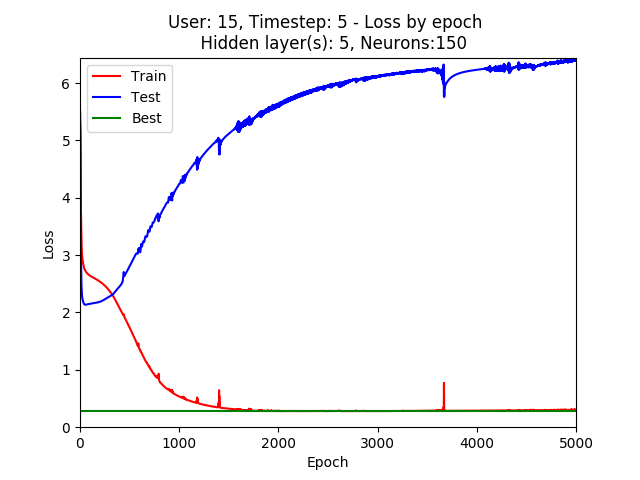 User: 15, Timestep: 5 - Loss by epoch
Hidden layer(s): 5, Neurons:150
Train
Test
Best
6
5
4
3
2
1
0
Loss
0 1000 2000 3000 4000 5000
Epoch